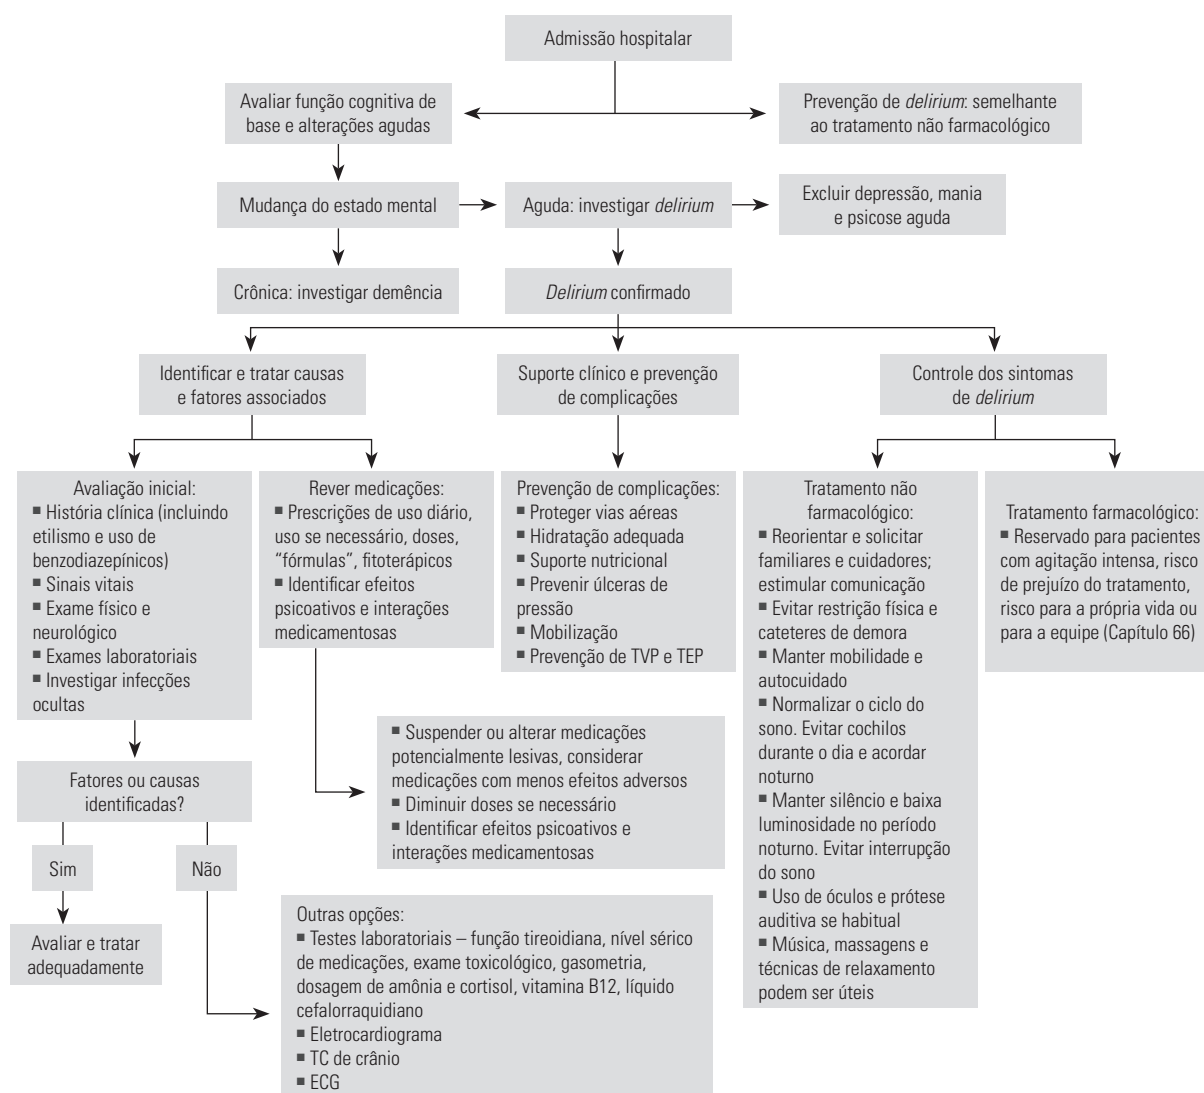 Admissão hospitalar
Avaliar função cognitiva de
base e alterações agudas
Prevenção de delirium: semelhante
ao tratamento não farmacológico
Mudança do estado mental
Aguda: investigar delirium
Excluir depressão, mania
e psicose aguda
Crônica: investigar demência
Delirium confirmado
Identificar e tratar causas
e fatores associados
Suporte clínico e prevenção
de complicações
Controle dos sintomas
de delirium
Avaliação inicial:
■ História clínica (incluindo
etilismo e uso de
benzodiazepínicos)
■ Sinais vitais
■ Exame físico e
neurológico
■ Exames laboratoriais
■ Investigar infecções
ocultas
Rever medicações:
■ Prescrições de uso diário,
uso se necessário, doses,
“fórmulas”, fitoterápicos
■ Identificar efeitos
psicoativos e interações
medicamentosas
Prevenção de complicações:
■ Proteger vias aéreas
■ Hidratação adequada
■ Suporte nutricional
■ Prevenir úlceras de
pressão
■ Mobilização
■ Prevenção de TVP e TEP
Tratamento não
farmacológico:
■ Reorientar e solicitar
familiares e cuidadores;
estimular comunicação
■ Evitar restrição física e
cateteres de demora
■ Manter mobilidade e
autocuidado
■ Normalizar o ciclo do
sono. Evitar cochilos
durante o dia e acordar
noturno
■ Manter silêncio e baixa
luminosidade no período
noturno. Evitar interrupção
do sono
■ Uso de óculos e prótese
auditiva se habitual
■ Música, massagens e
técnicas de relaxamento
podem ser úteis
Tratamento farmacológico:
■ Reservado para pacientes
com agitação intensa, risco
de prejuízo do tratamento,
risco para a própria vida ou
para a equipe (Capítulo 66)
■ Suspender ou alterar medicações
potencialmente lesivas, considerar
medicações com menos efeitos adversos
■ Diminuir doses se necessário
■ Identificar efeitos psicoativos e
interações medicamentosas
Fatores ou causas
identificadas?
Sim
Não
Avaliar e tratar
adequadamente
Outras opções:
■ Testes laboratoriais – função tireoidiana, nível sérico
de medicações, exame toxicológico, gasometria,
dosagem de amônia e cortisol, vitamina B12, líquido
cefalorraquidiano
■ Eletrocardiograma
■ TC de crânio
■ ECG